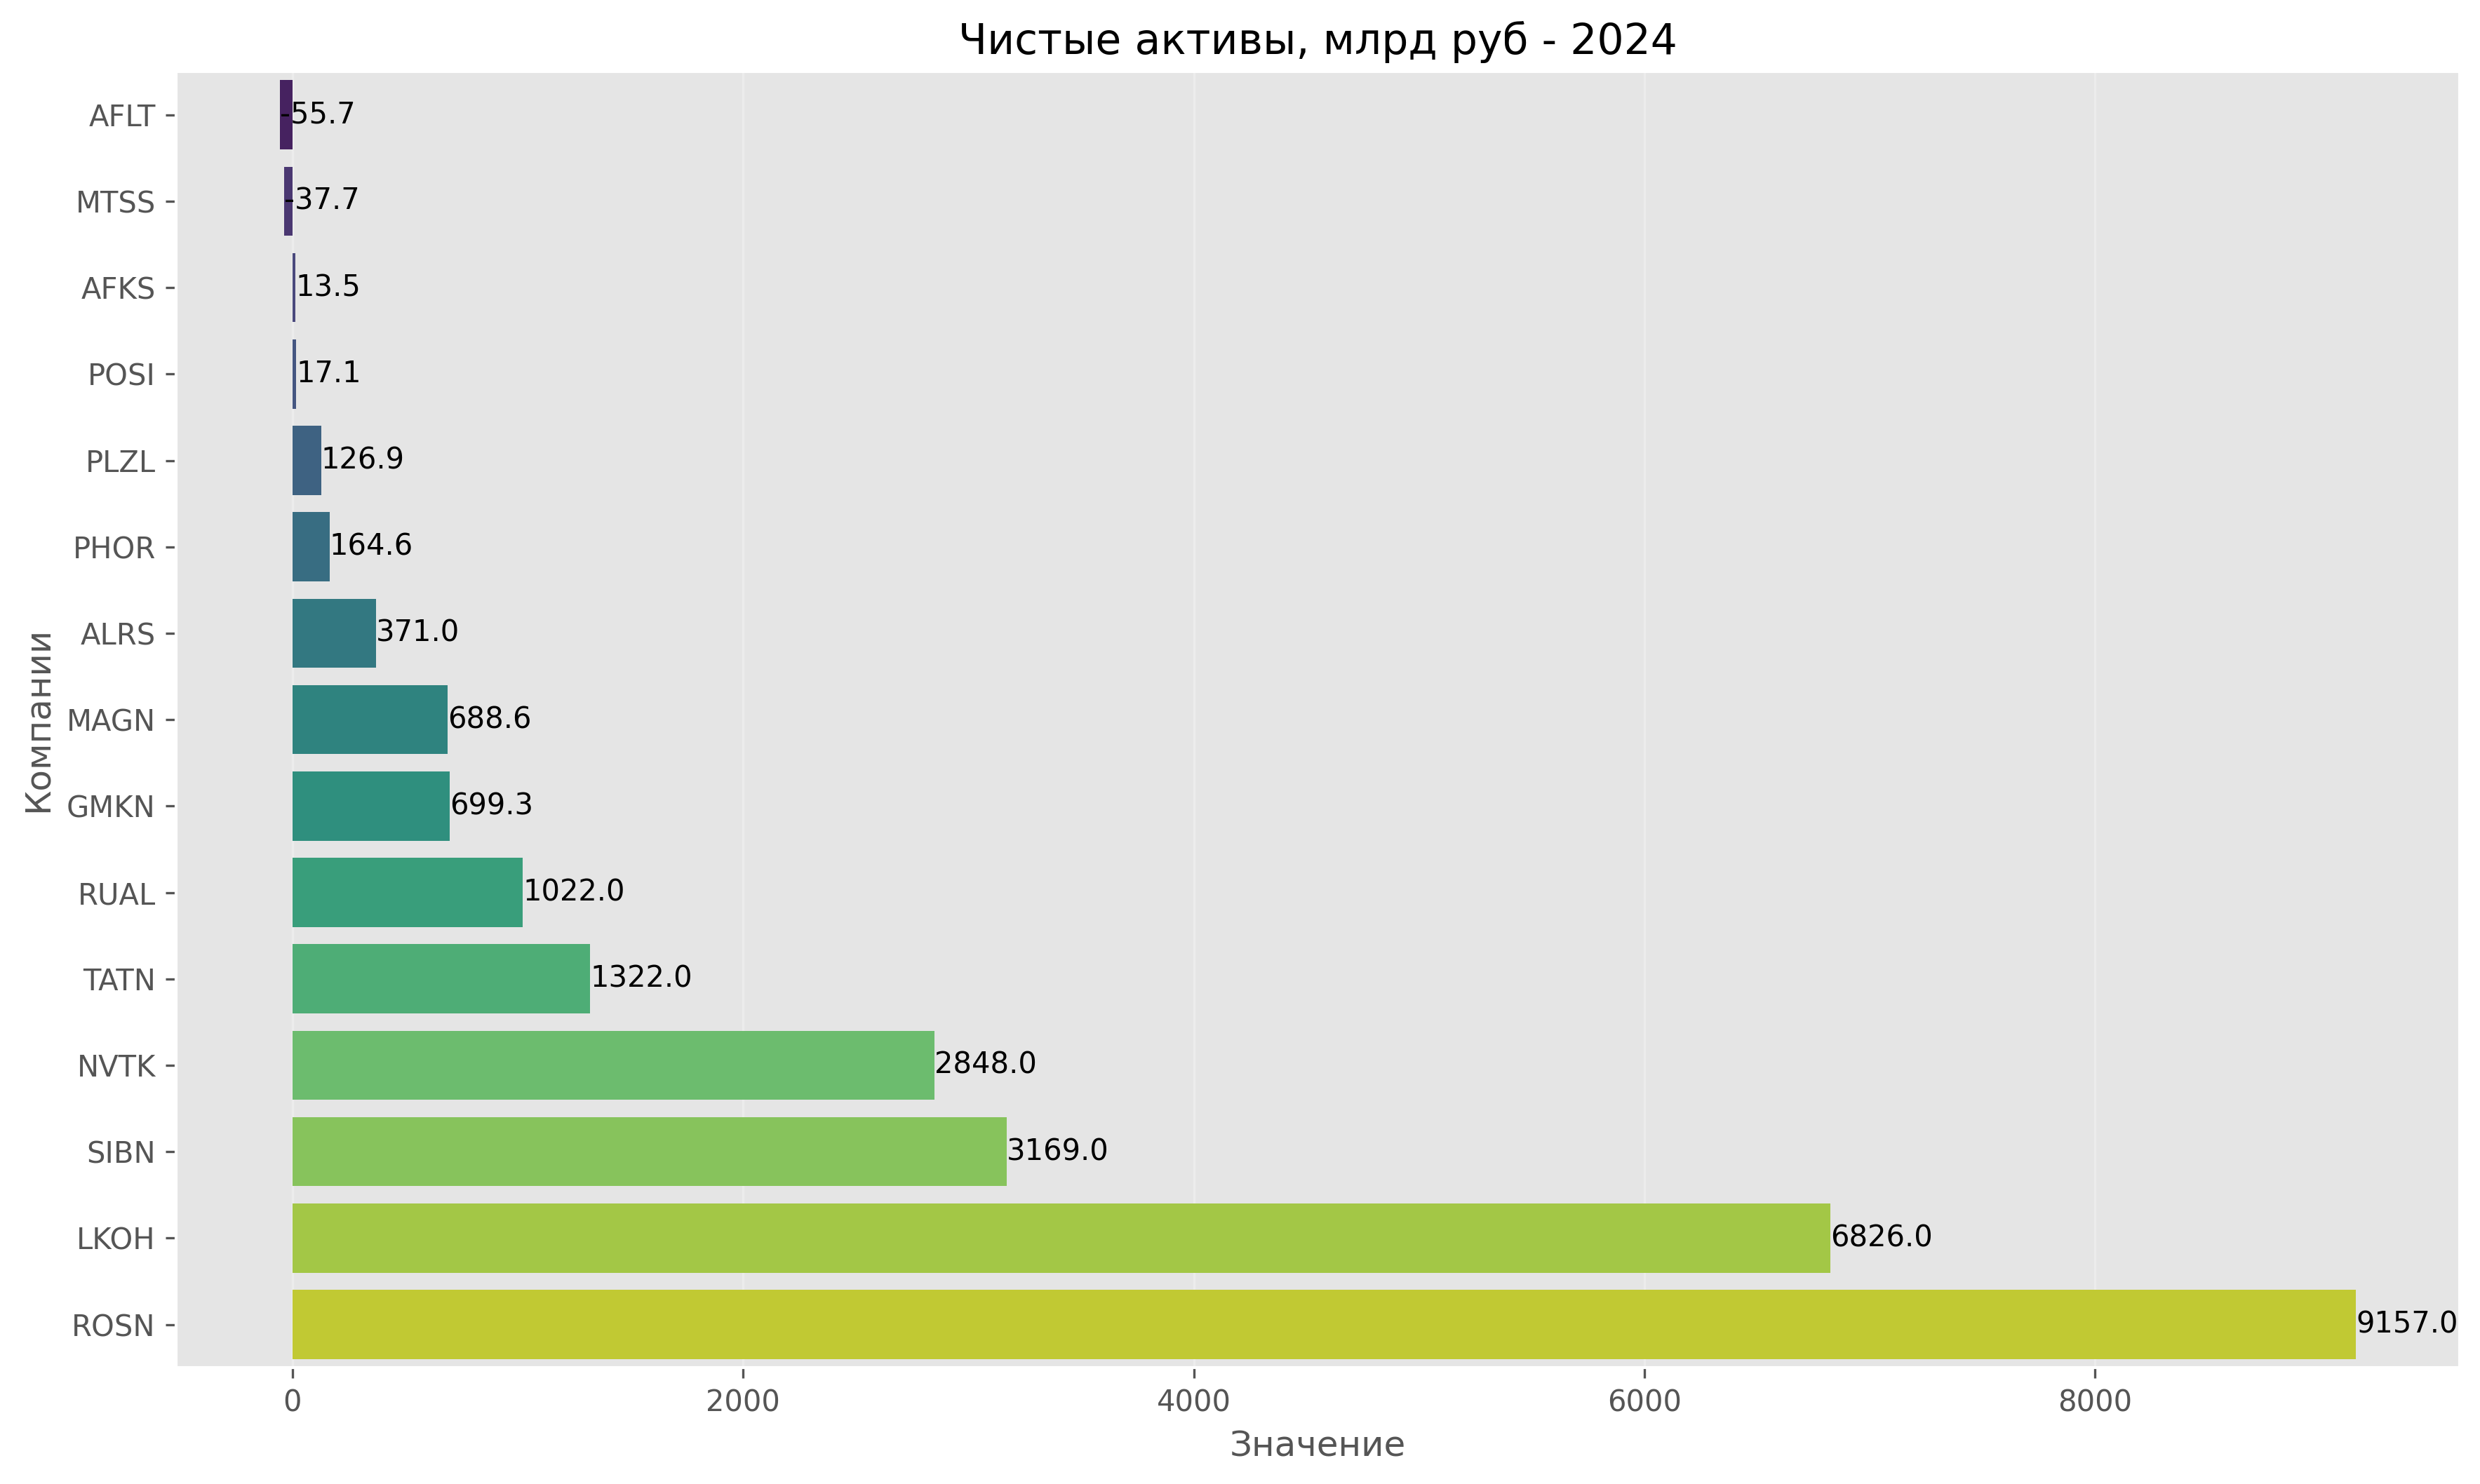 Чистые активы, млрд руб - 2024
Компании
AFLT -55.7
MTSS -37.7
AFKS 13.5
POSI 17.1
PLZL 126.9
PHOR 164.6
ALRS 371.0
MAGN 688.6
GMKN 699.3
RUAL 1022.0
TATN 1322.0
NVTK 2848.0
SIBN 3169.0
LKOH 6826.0
ROSN 9157.0
0 2000 4000 6000 8000
Значение